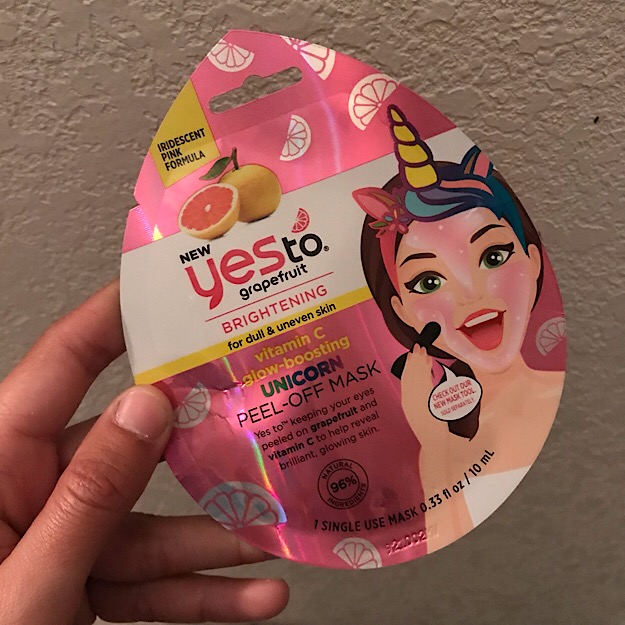 IRIDESCENT
PINK
FORMULA
NEW
yes to®
grapefruit
BRIGHTENING
for dull & uneven skin
vitamin C
glow-boosting
UNICORN
PEEL-OFF MASK
Yes to™ keeping your eyes
peeled on grapefruit and
vitamin C to help reveal
brilliant, glowing skin.
NATURAL
96%
INGREDIENTS
CHECK OUT OUR
NEW MASK TOOL
SOLD SEPARATELY
1 SINGLE USE MASK 0.33 fl oz / 10 mL